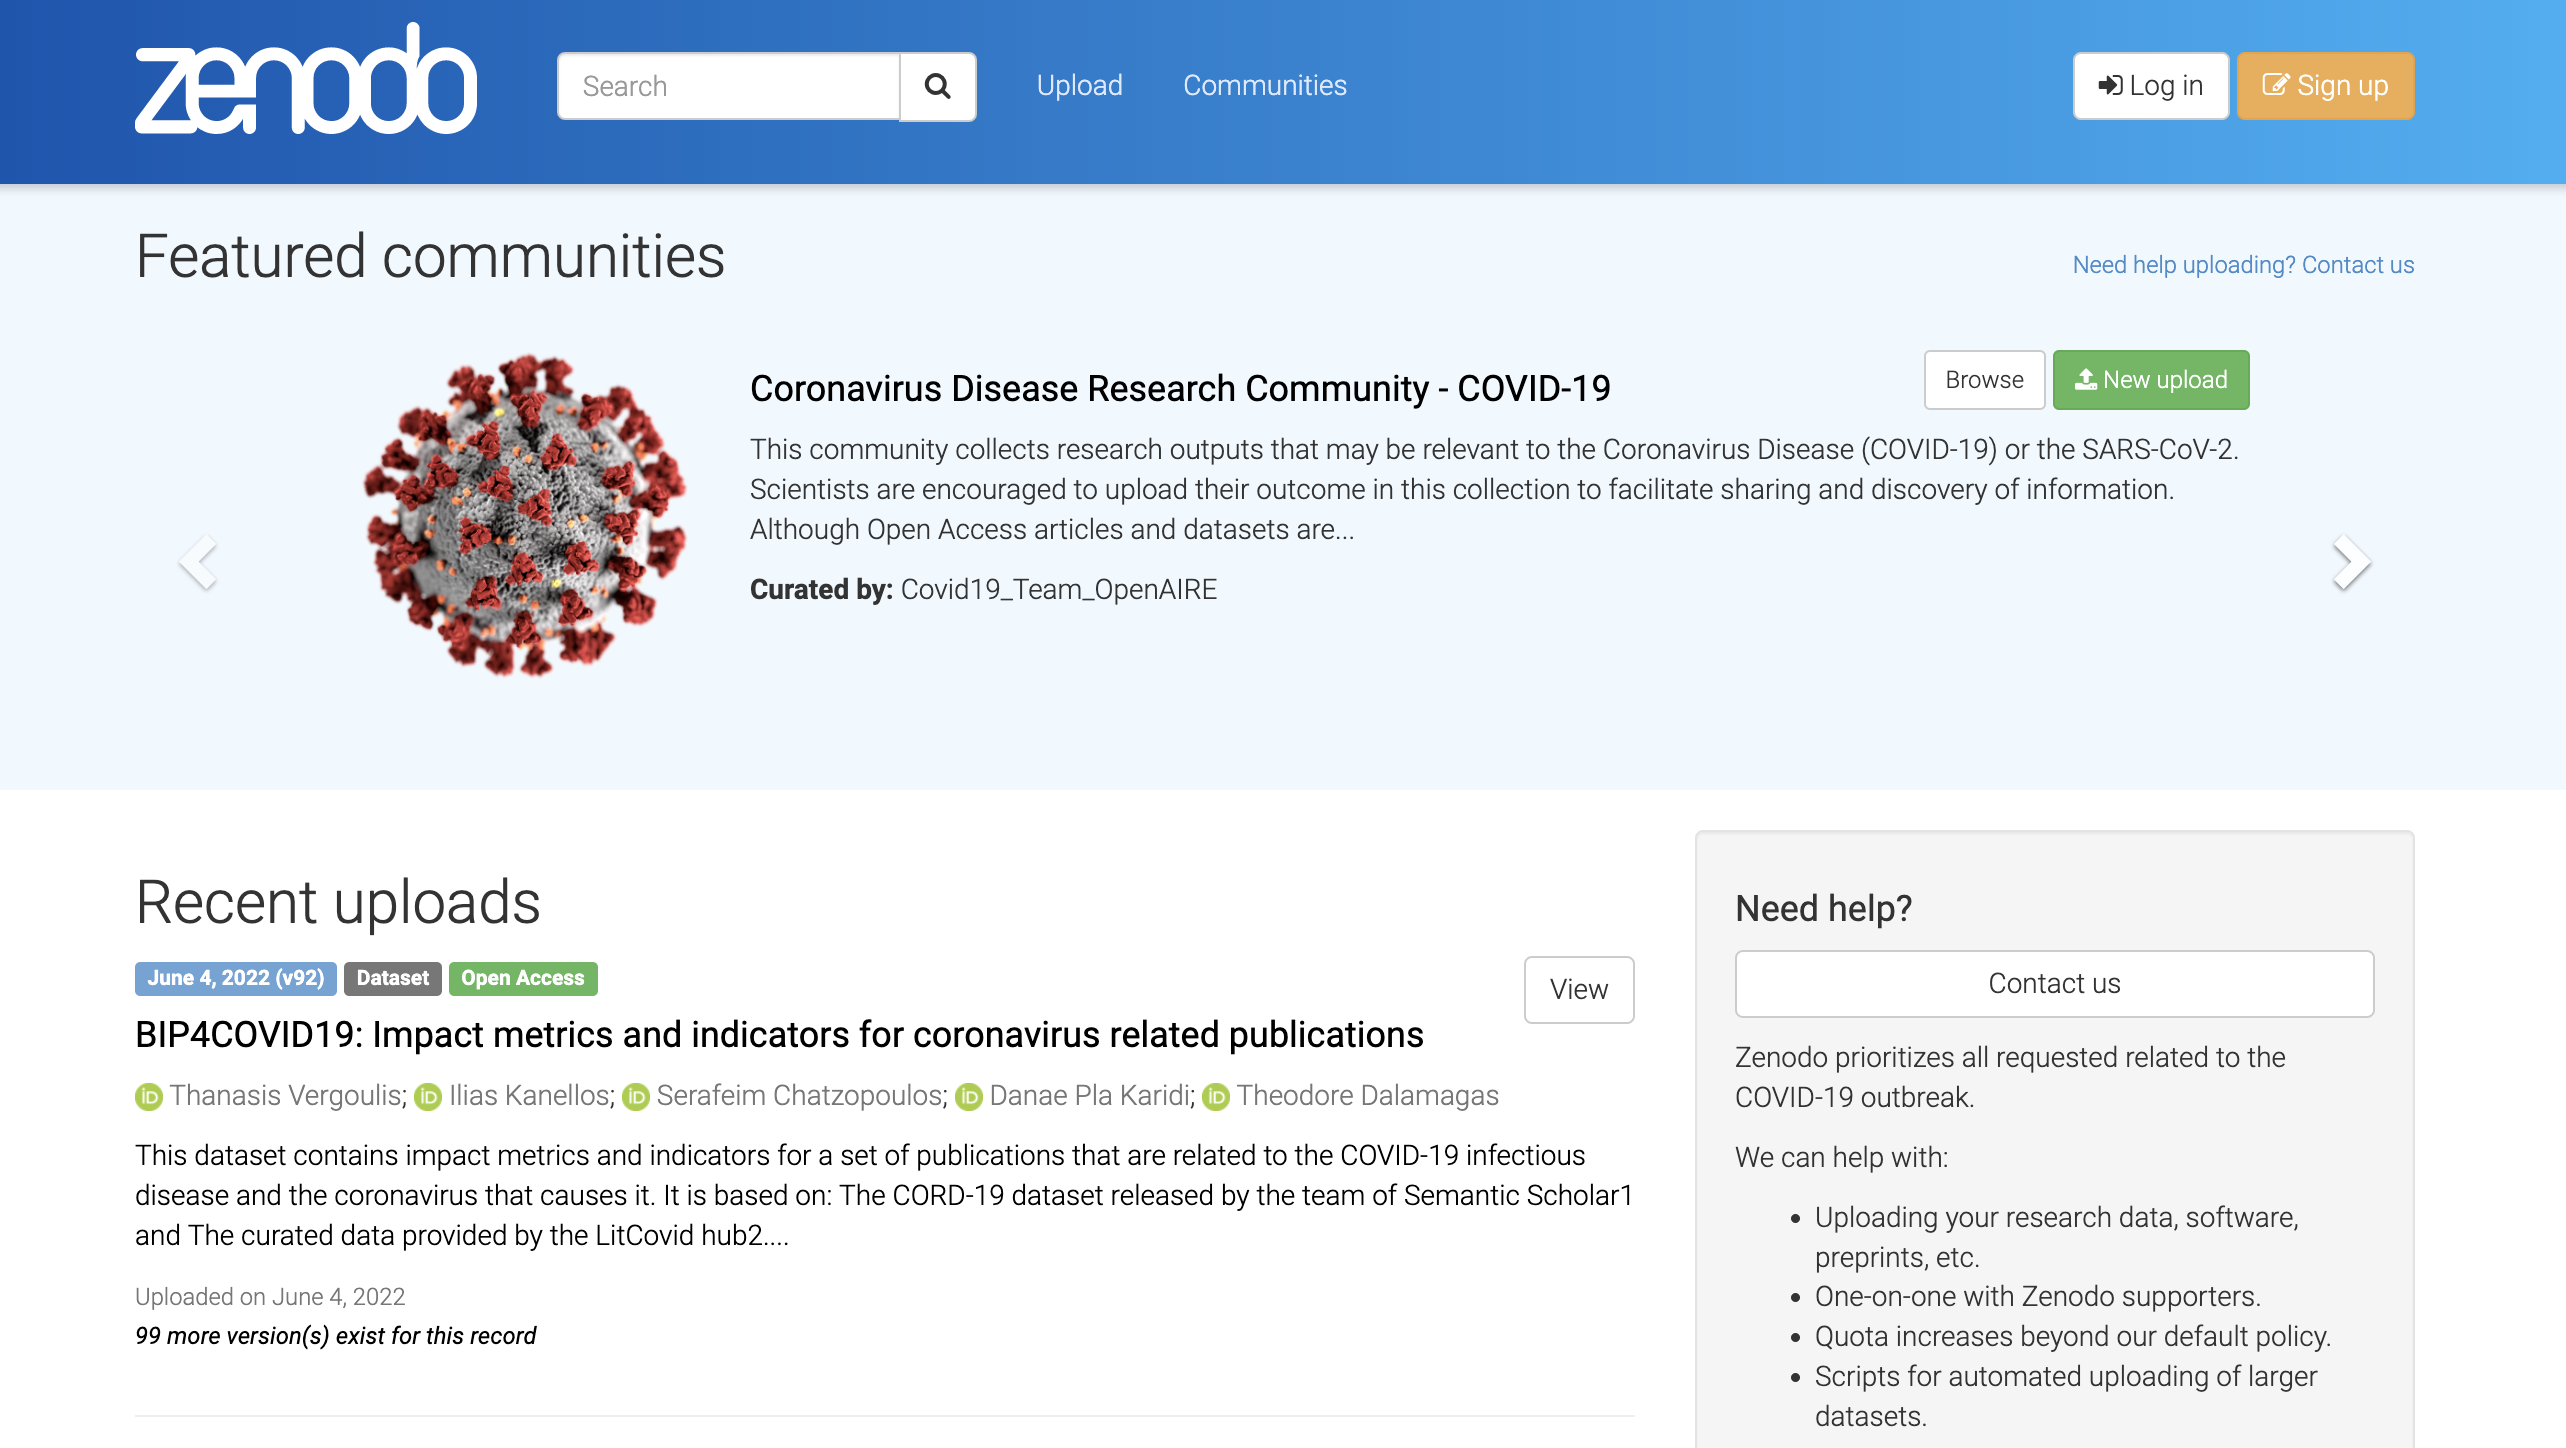 zenodo
Search
Upload
Communities
Log in
Sign up
Featured communities
Need help uploading? Contact us
Coronavirus Disease Research Community - COVID-19
Browse
New upload
This community collects research outputs that may be relevant to the Coronavirus Disease (COVID-19) or the SARS-CoV-2.
Scientists are encouraged to upload their outcome in this collection to facilitate sharing and discovery of information.
Although Open Access articles and datasets are...
Curated by: Covid19_Team_OpenAIRE
Recent uploads
June 4, 2022 (v92) Dataset Open Access
View
BIP4COVID19: Impact metrics and indicators for coronavirus related publications
iD Thanasis Vergoulis; iD Ilias Kanellos; iD Serafeim Chatzopoulos; iD Danae Pla Karidi; iD Theodore Dalamagas
This dataset contains impact metrics and indicators for a set of publications that are related to the COVID-19 infectious
disease and the coronavirus that causes it. It is based on: The CORD-19 dataset released by the team of Semantic Scholar1
and The curated data provided by the LitCovid hub2....
Uploaded on June 4, 2022
99 more version(s) exist for this record
Need help?
Contact us
Zenodo prioritizes all requested related to the
COVID-19 outbreak.
We can help with:
• Uploading your research data, software,
preprints, etc.
• One-on-one with Zenodo supporters.
• Quota increases beyond our default policy.
• Scripts for automated uploading of larger
datasets.